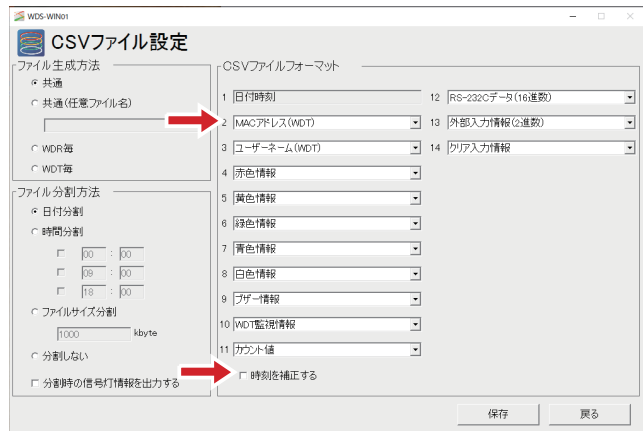 WDS-WIN01
CSVファイル設定
ファイル生成方法
共通
共通(任意ファイル名)
WDR毎
WDT毎
ファイル分割方法
日付分割
時間分割
00 : 00
09 : 00
18 : 00
ファイルサイズ分割
1000 kbyte
分割しない
分割時の信号灯情報を出力する
CSVファイルフォーマット
1 日付時刻
2 MACアドレス(WDT)
3 ユーザーネーム(WDT)
4 赤色情報
5 黄色情報
6 緑色情報
7 青色情報
8 白色情報
9 ブザー情報
10 WDT監視情報
11 カウント値
時刻を補正する
12 RS-232Cデータ(16進数)
13 外部入力情報(2進数)
14 クリア入力情報
保存
戻る